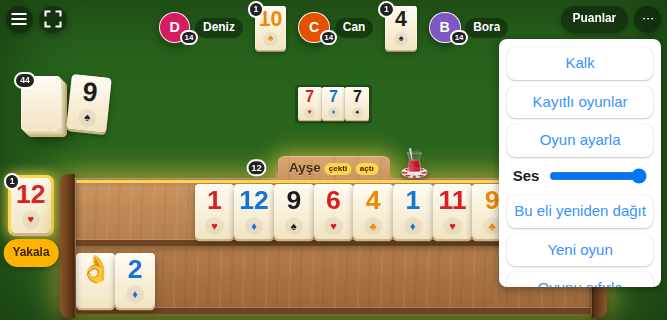 D 14 Deniz 1 10 C 14 Can 1 4 B 14 Bora Puanlar ...
44 9
7 7 7
Kalk
Kayıtlı oyunlar
Oyun ayarla
Ses
Bu eli yeniden dağıt
Yeni oyun
12 Ayşe çekti açtı
1 12
Yakala
1 12 9 6 4 1 11 9
2